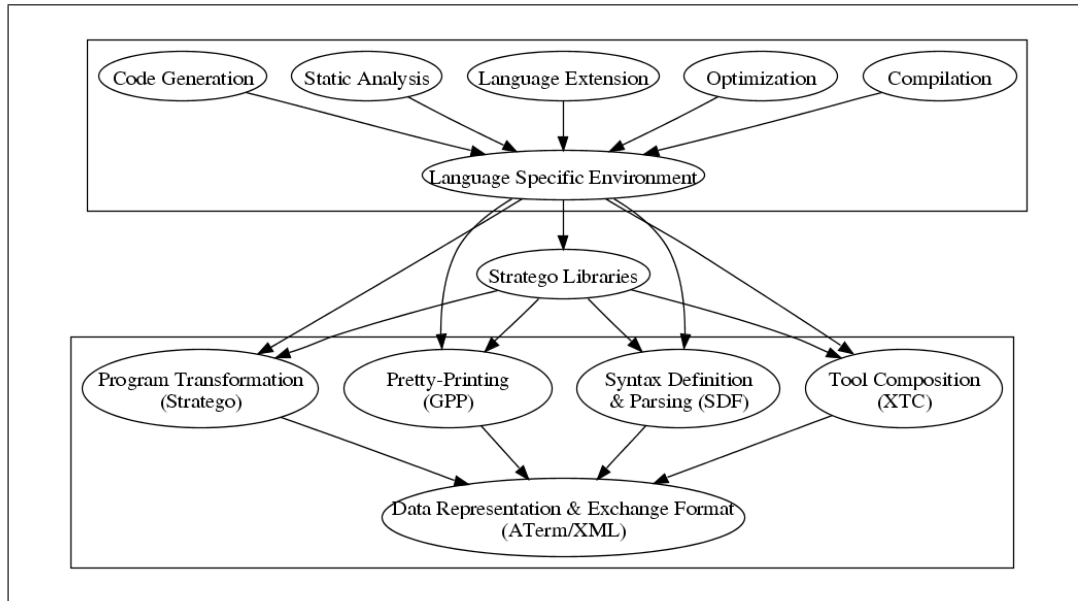 Code Generation
Static Analysis
Language Extension
Optimization
Compilation
Language Specific Environment
Stratego Libraries
Program Transformation
(Stratego)
Pretty-Printing
(GPP)
Syntax Definition
& Parsing (SDF)
Tool Composition
(XTC)
Data Representation & Exchange Format
(ATerm/XML)